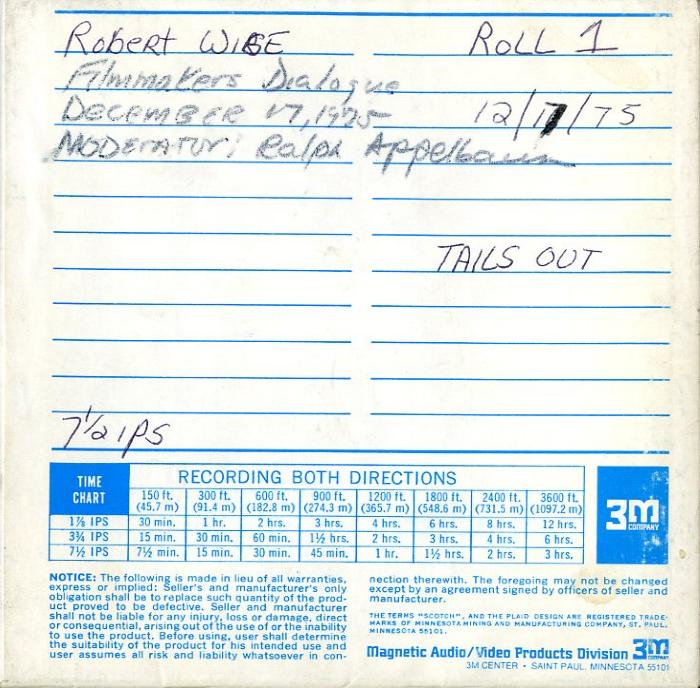 Robert WISE ROLL 1
Filmmakers Dialogue
DECEMBER 17, 1975 12/17/75
MODERATOR: Ralph Appelbaum
TAILS OUT
7 1/2 IPS
TIME CHART
RECORDING BOTH DIRECTIONS
150 ft. (45.7 m) 300 ft. (91.4 m) 600 ft. (182.8 m) 900 ft. (274.3 m) 1200 ft. (365.7 m) 1800 ft. (548.6 m) 2400 ft. (731.5 m) 3600 ft. (1097.2 m)
1⅞ IPS 30 min. 1 hr. 2 hrs. 3 hrs. 4 hrs. 6 hrs. 8 hrs. 12 hrs.
3¾ IPS 15 min. 30 min. 60 min. 1½ hrs. 2 hrs. 3 hrs. 4 hrs. 6 hrs.
7½ IPS 7½ min. 15 min. 30 min. 45 min. 1 hr. 1½ hrs. 2 hrs. 3 hrs.
3M COMPANY
NOTICE: The following is made in lieu of all warranties,
express or implied: Seller's and manufacturer's only
obligation shall be to replace such quantity of the prod-
uct proved to be defective. Seller and manufacturer
shall not be liable for any injury, loss or damage, direct
or consequential, arising out of the use of or the inability
to use the product. Before using, user shall determine
the suitability of the product for his intended use and
user assumes all risk and liability whatsoever in con-
nection therewith. The foregoing may not be changed
except by an agreement signed by officers of seller and
manufacturer.
THE TERMS "SCOTCH", AND THE PLAID DESIGN ARE REGISTERED TRADE-
MARKS OF MINNESOTA MINING AND MANUFACTURING COMPANY, ST. PAUL,
MINNESOTA 55101.
Magnetic Audio/Video Products Division 3M COMPANY
3M CENTER • SAINT PAUL, MINNESOTA 55101